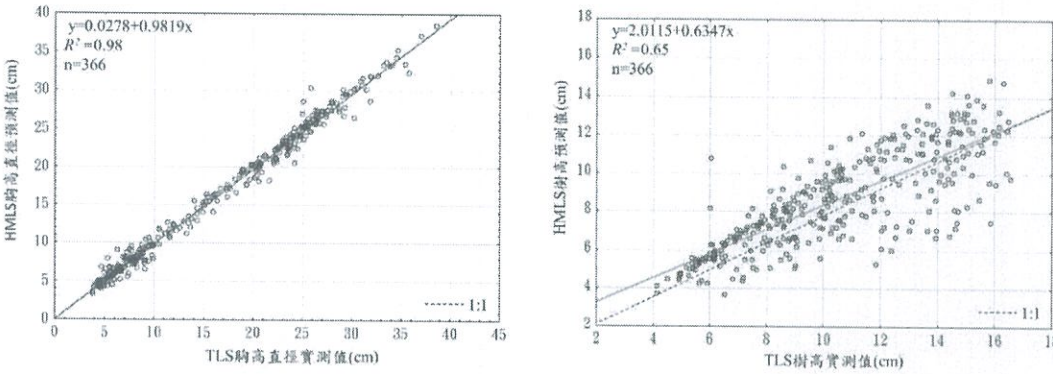 40
35
30
25
20
15
10
5
0
HMLS胸高直徑預測值(cm)
y=0.0278+0.9819x
R²=0.98
n=366
1:1
0 5 10 15 20 25 30 35 40 45
TLS胸高直徑實測值(cm)
18
16
14
12
10
8
6
4
2
HMLS樹高預測值(cm)
y=2.0115+0.6347x
R²=0.65
n=366
1:1
2 4 6 8 10 12 14 16 18
TLS樹高實測值(cm)